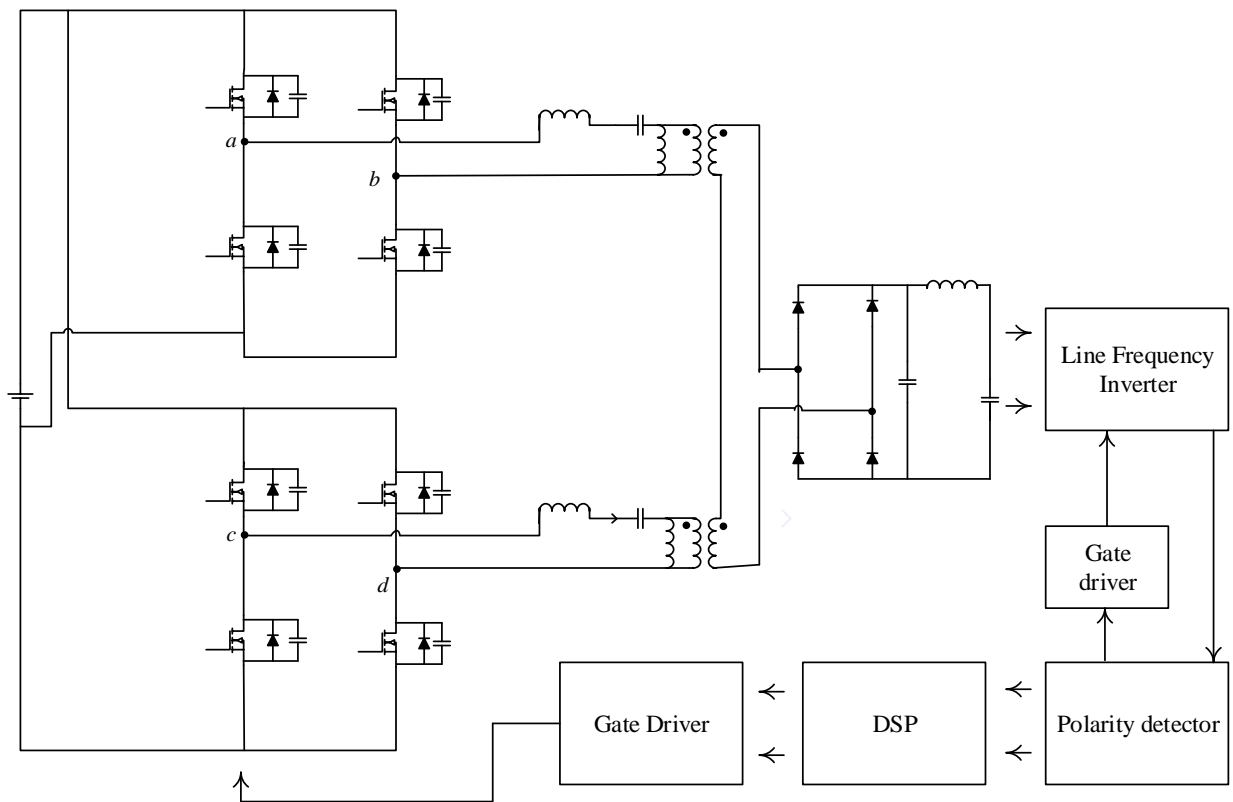 a
b
Line Frequency
Inverter
c
d
Gate
driver
Gate Driver
DSP
Polarity detector